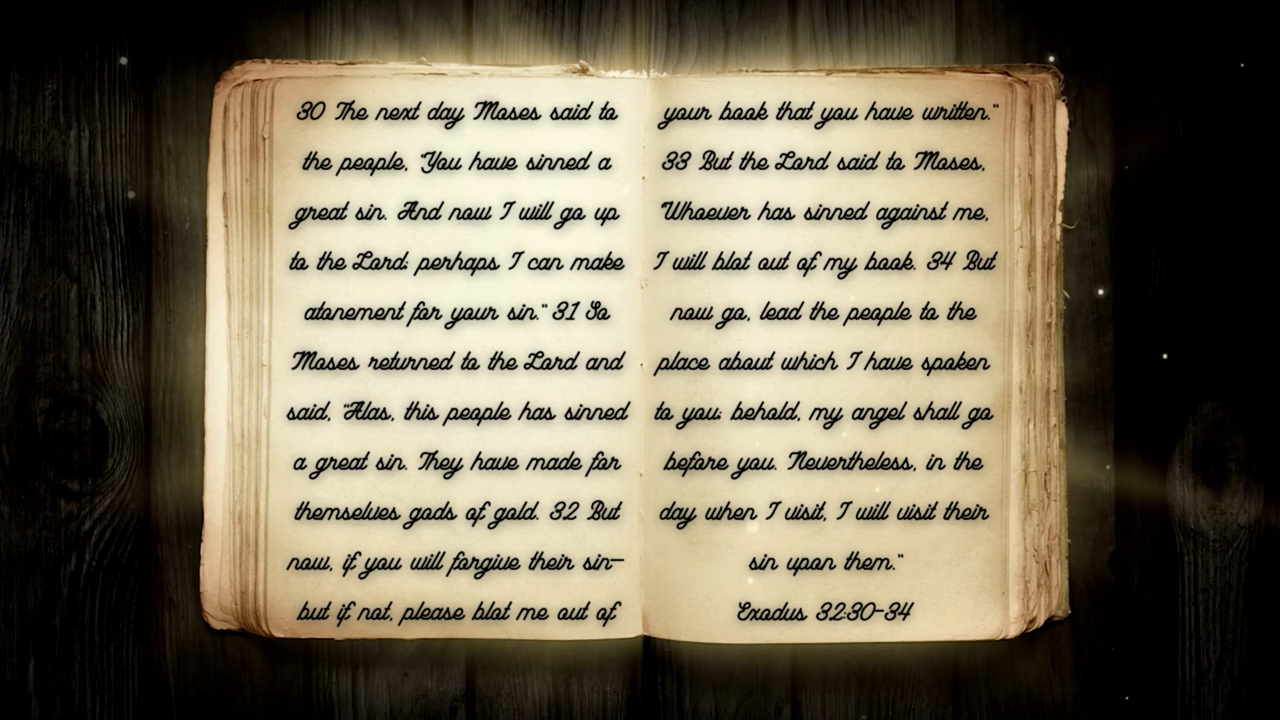 30 The next day Moses said to
the people, "You have sinned a
great sin. And now I will go up
to the Lord; perhaps I can make
atonement for your sin." 31 So
Moses returned to the Lord and
said, "Alas, this people has sinned
a great sin. They have made for
themselves gods of gold. 32 But
now, if you will forgive their sin—
but if not, please blot me out of
your book that you have written."
33 But the Lord said to Moses,
"Whoever has sinned against me,
I will blot out of my book. 34 But
now go, lead the people to the
place about which I have spoken
to you; behold, my angel shall go
before you. Nevertheless, in the
day when I visit, I will visit their
sin upon them."
Exodus 32:30-34